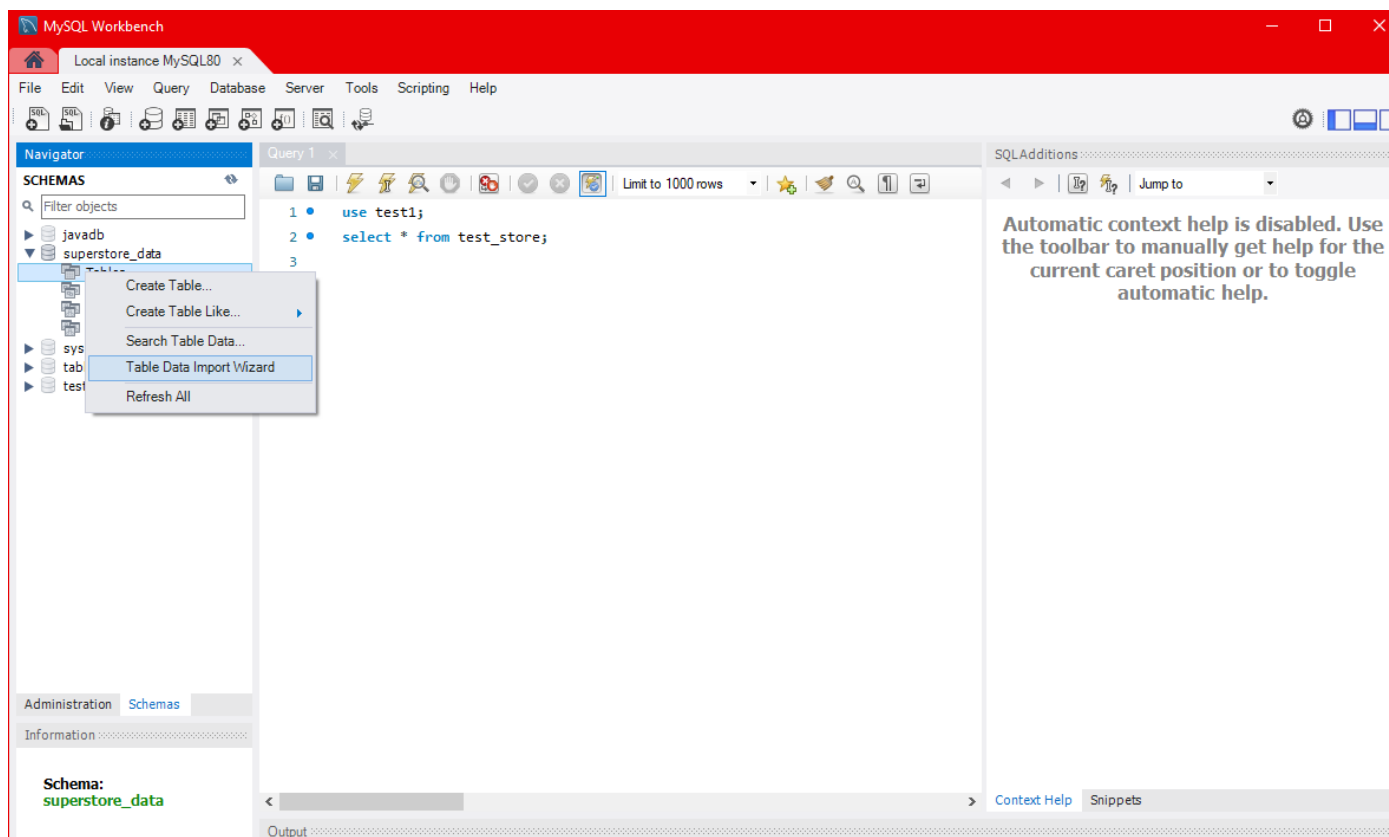 MySQL Workbench
Local instance MySQL80
File Edit View Query Database Server Tools Scripting Help
Navigator
SCHEMAS
Filter objects
javadb
superstore_data
Tables
sys
tab
test
Create Table...
Create Table Like...
Search Table Data...
Table Data Import Wizard
Refresh All
Administration Schemas
Information
Schema:
superstore_data
Query 1
Limit to 1000 rows
1 use test1;
2 select * from test_store;
3
Output
SQLAdditions
Jump to
Automatic context help is disabled. Use
the toolbar to manually get help for the
current caret position or to toggle
automatic help.
Context Help Snippets